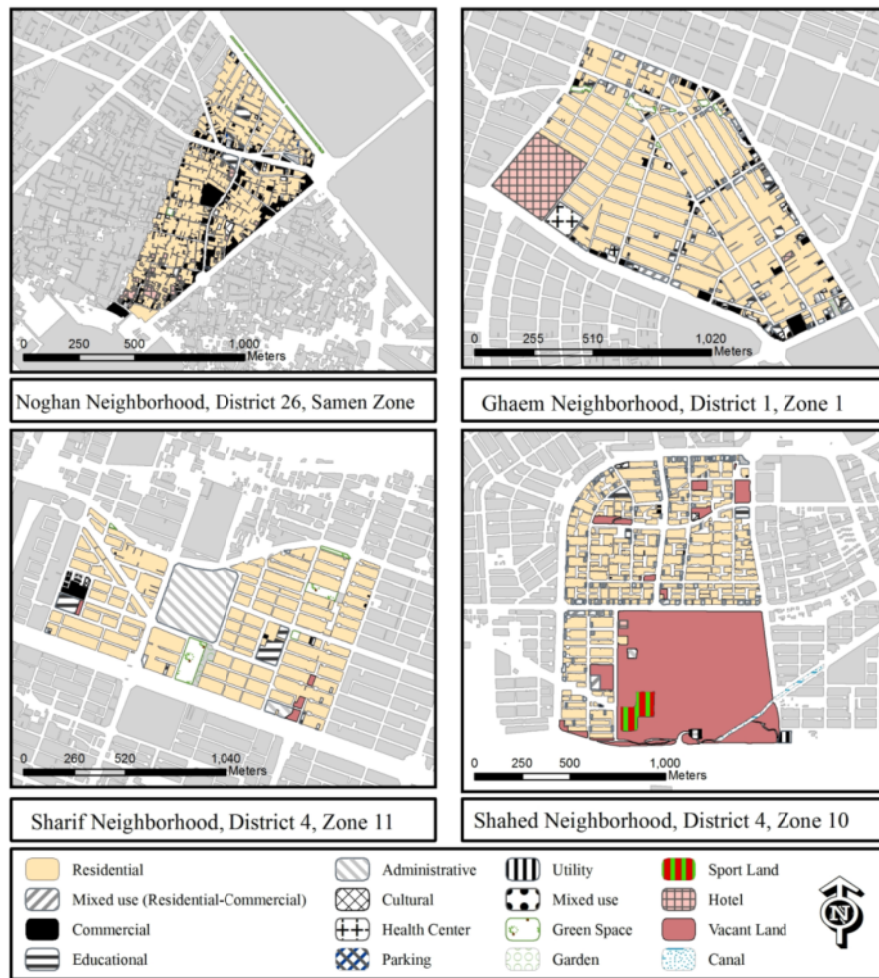 0 250 500 1,000
Meters
Noghan Neighborhood, District 26, Samen Zone
0 255 510 1,020
Meters
Ghaem Neighborhood, District 1, Zone 1
0 260 520 1,040
Meters
Sharif Neighborhood, District 4, Zone 11
0 250 500 1,000
Meters
Shahed Neighborhood, District 4, Zone 10
Residential
Mixed use (Residential-Commercial)
Commercial
Educational
Administrative
Cultural
Health Center
Parking
Utility
Mixed use
Green Space
Garden
Sport Land
Hotel
Vacant Land
Canal
N